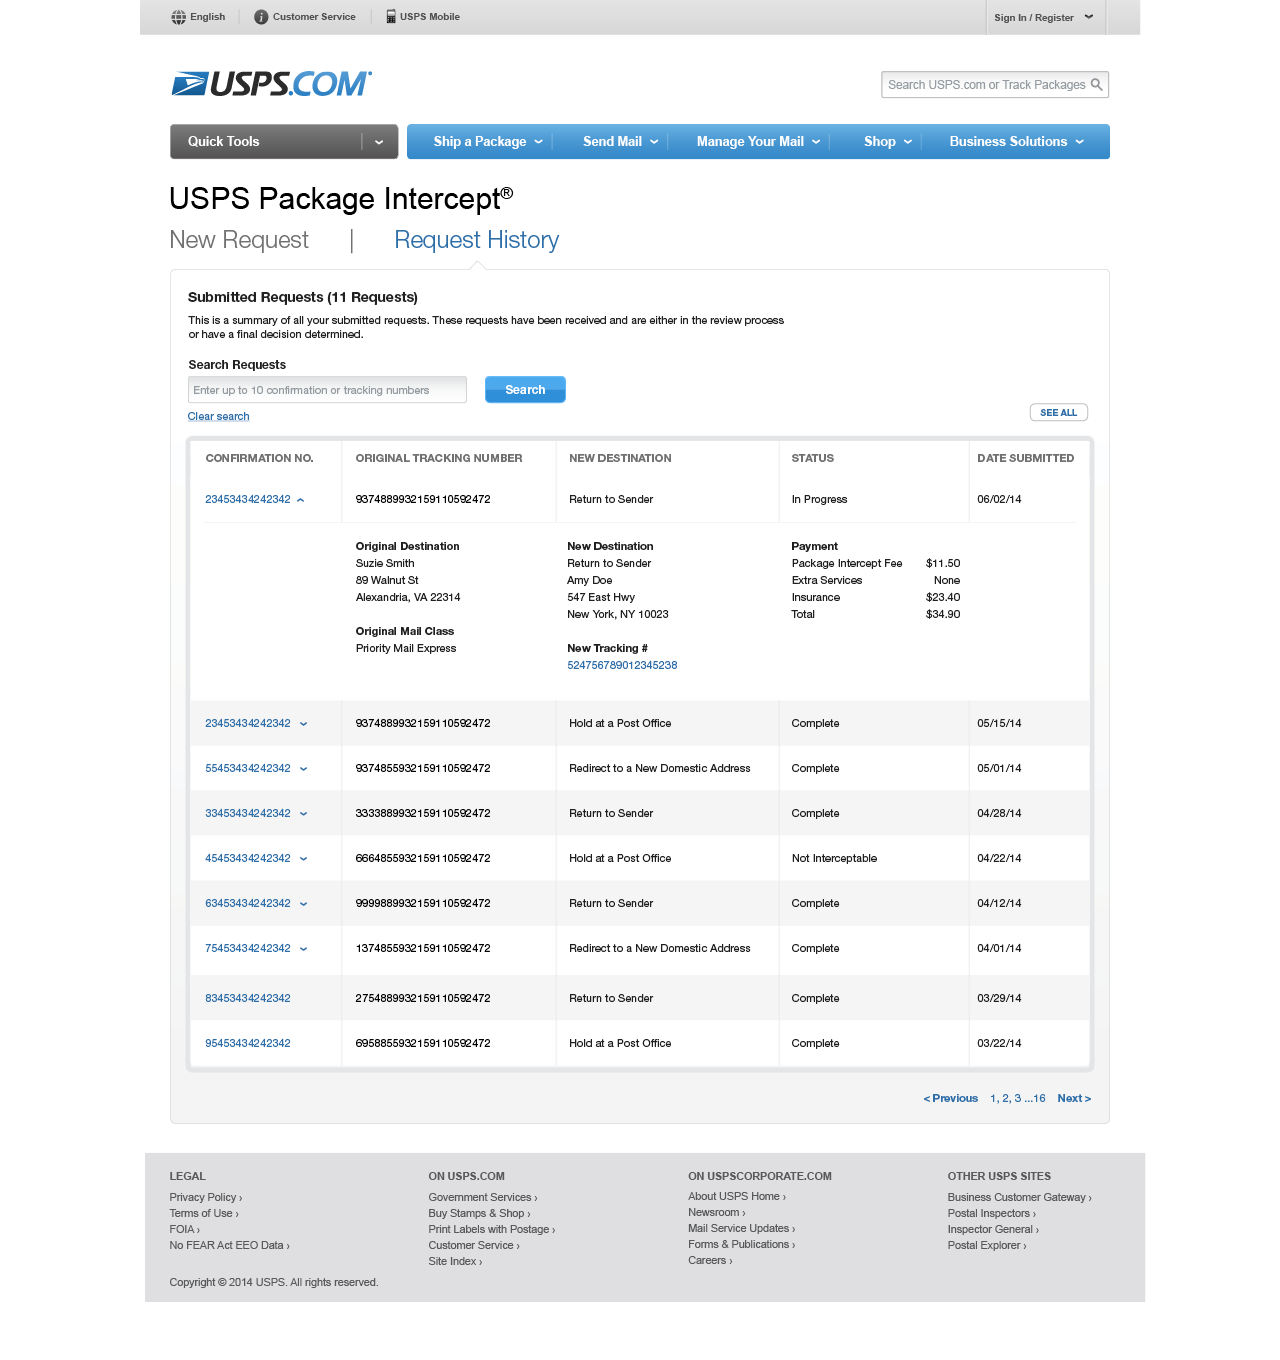 English
Customer Service
USPS Mobile
Sign In / Register
USPS.COM
Search USPS.com or Track Packages
Quick Tools
Ship a Package
Send Mail
Manage Your Mail
Shop
Business Solutions
USPS Package Intercept®
New Request | Request History
Submitted Requests (11 Requests)
This is a summary of all your submitted requests. These requests have been received and are either in the review process
or have a final decision determined.
Search Requests
Enter up to 10 confirmation or tracking numbers
Search
Clear search
SEE ALL
CONFIRMATION NO. ORIGINAL TRACKING NUMBER NEW DESTINATION STATUS DATE SUBMITTED
23453434242342 9374889932159110592472 Return to Sender In Progress 06/02/14
Original Destination
Suzie Smith
89 Walnut St
Alexandria, VA 22314
Original Mail Class
Priority Mail Express
New Destination
Return to Sender
Amy Doe
547 East Hwy
New York, NY 10023
New Tracking #
524756789012345238
Payment
Package Intercept Fee $11.50
Extra Services None
Insurance $23.40
Total $34.90
23453434242342 9374889932159110592472 Hold at a Post Office Complete 05/15/14
55453434242342 9374855932159110592472 Redirect to a New Domestic Address Complete 05/01/14
33453434242342 3333889932159110592472 Return to Sender Complete 04/28/14
45453434242342 6664855932159110592472 Hold at a Post Office Not Interceptable 04/22/14
63453434242342 9999889932159110592472 Return to Sender Complete 04/12/14
75453434242342 1374855932159110592472 Redirect to a New Domestic Address Complete 04/01/14
83453434242342 2754889932159110592472 Return to Sender Complete 03/29/14
95453434242342 6958855932159110592472 Hold at a Post Office Complete 03/22/14
< Previous 1, 2, 3 ...16 Next >
LEGAL
Privacy Policy ›
Terms of Use ›
FOIA ›
No FEAR Act EEO Data ›
ON USPS.COM
Government Services ›
Buy Stamps & Shop ›
Print Labels with Postage ›
Customer Service ›
Site Index ›
ON USPSCORPORATE.COM
About USPS Home ›
Newsroom ›
Mail Service Updates ›
Forms & Publications ›
Careers ›
OTHER USPS SITES
Business Customer Gateway ›
Postal Inspectors ›
Inspector General ›
Postal Explorer ›
Copyright © 2014 USPS. All rights reserved.